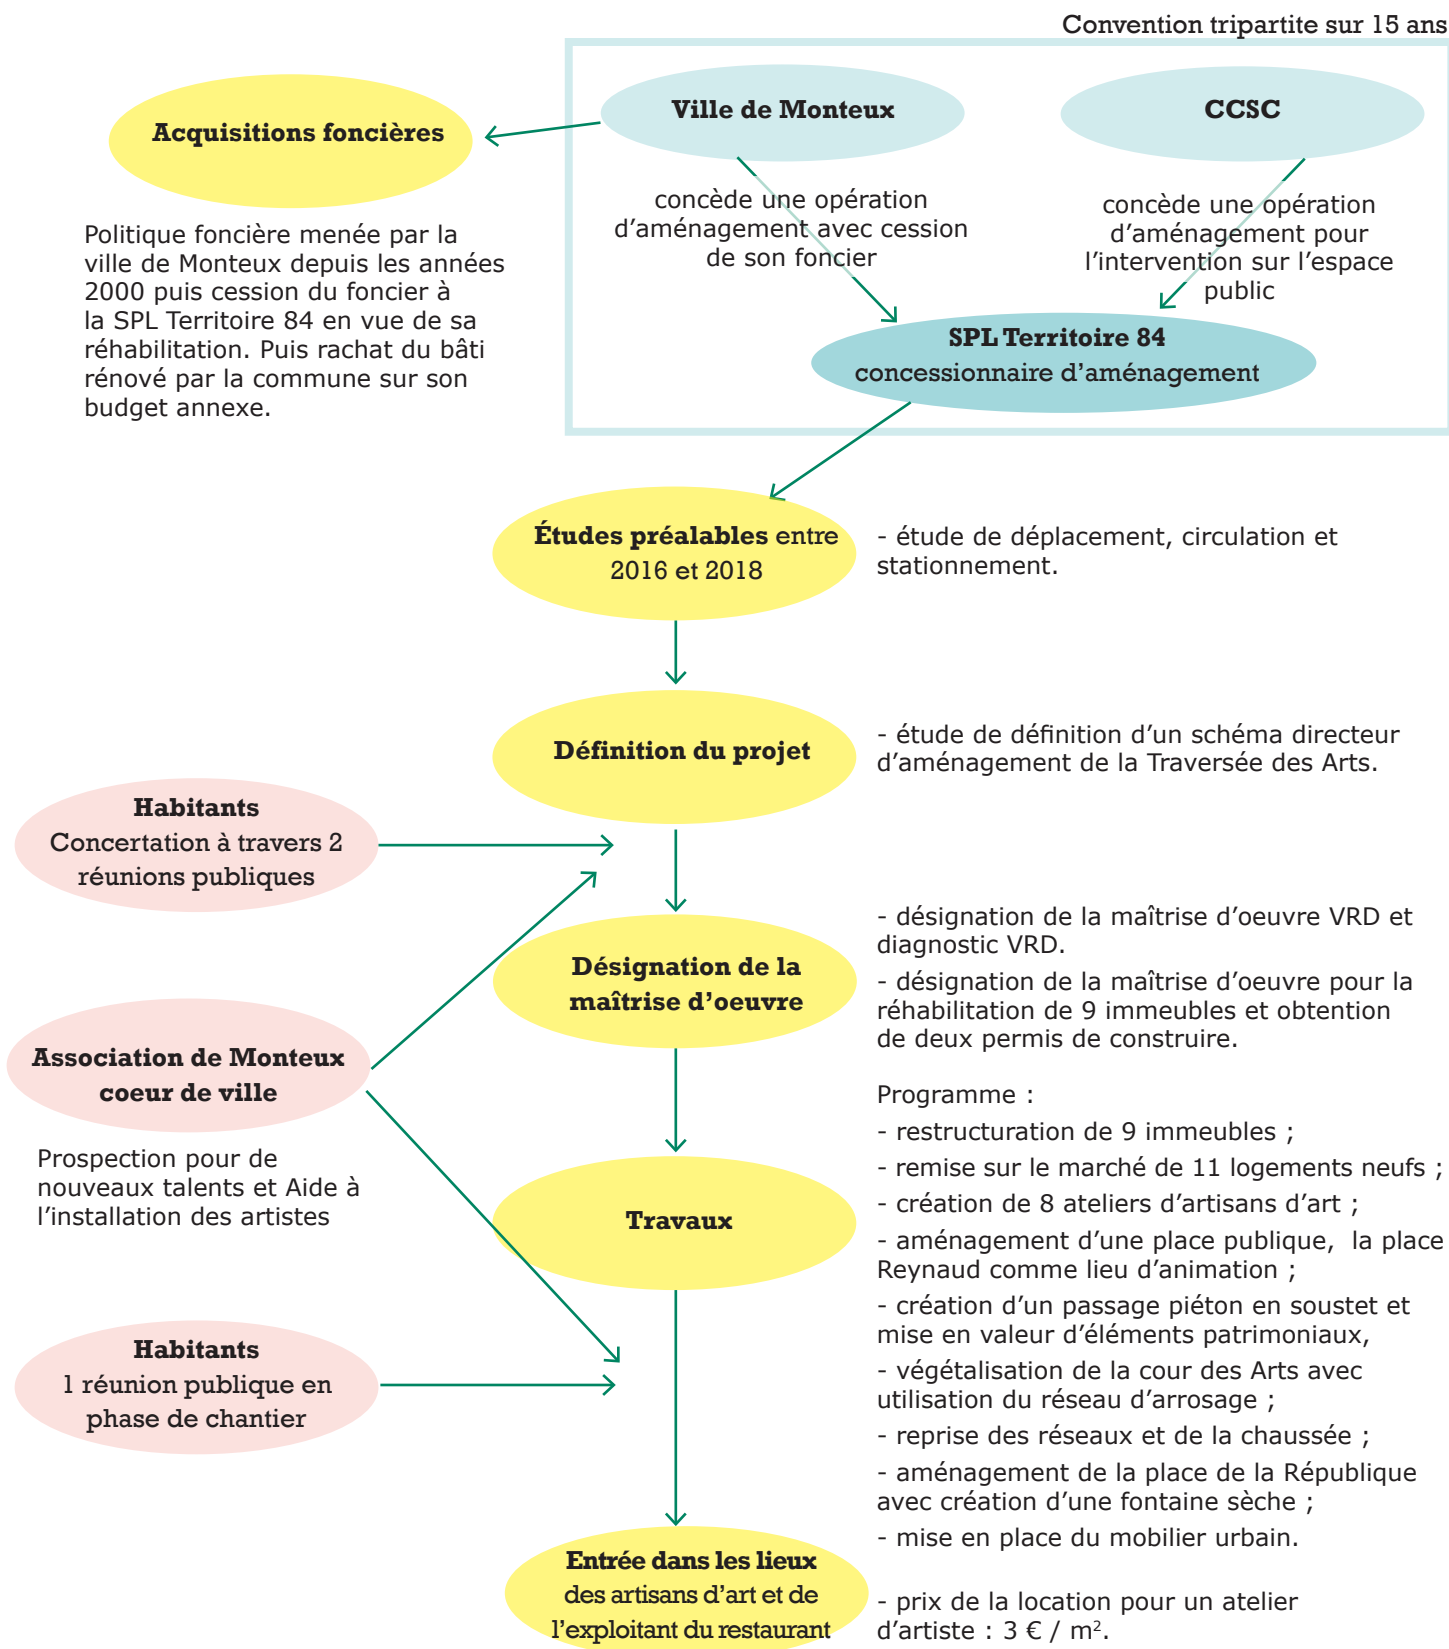 Convention tripartite sur 15 ans
Ville de Monteux
CCSC
Acquisitions foncières
concède une opération
d'aménagement avec cession
de son foncier
concède une opération
d'aménagement pour
l'intervention sur l'espace
public
Politique foncière menée par la
ville de Monteux depuis les années
2000 puis cession du foncier à
la SPL Territoire 84 en vue de sa
réhabilitation. Puis rachat du bâti
rénové par la commune sur son
budget annexe.
SPL Territoire 84
concessionnaire d'aménagement
Études préalables entre
2016 et 2018
- étude de déplacement, circulation et
stationnement.
Définition du projet
- étude de définition d'un schéma directeur
d'aménagement de la Traversée des Arts.
Habitants
Concertation à travers 2
réunions publiques
Désignation de la
maîtrise d'oeuvre
- désignation de la maîtrise d'oeuvre VRD et
diagnostic VRD.
- désignation de la maîtrise d'oeuvre pour la
réhabilitation de 9 immeubles et obtention
de deux permis de construire.
Association de Monteux
coeur de ville
Prospection pour de
nouveaux talents et Aide à
l'installation des artistes
Travaux
Programme :
- restructuration de 9 immeubles ;
- remise sur le marché de 11 logements neufs ;
- création de 8 ateliers d'artisans d'art ;
- aménagement d'une place publique,  la place
Reynaud comme lieu d'animation ;
- création d'un passage piéton en soustet et
mise en valeur d'éléments patrimoniaux,
- végétalisation de la cour des Arts avec
utilisation du réseau d'arrosage ;
- reprise des réseaux et de la chaussée ;
- aménagement de la place de la République
avec création d'une fontaine sèche ;
- mise en place du mobilier urbain.
Habitants
1 réunion publique en
phase de chantier
Entrée dans les lieux
des artisans d'art et de
l'exploitant du restaurant
- prix de la location pour un atelier
d'artiste : 3 € / m².